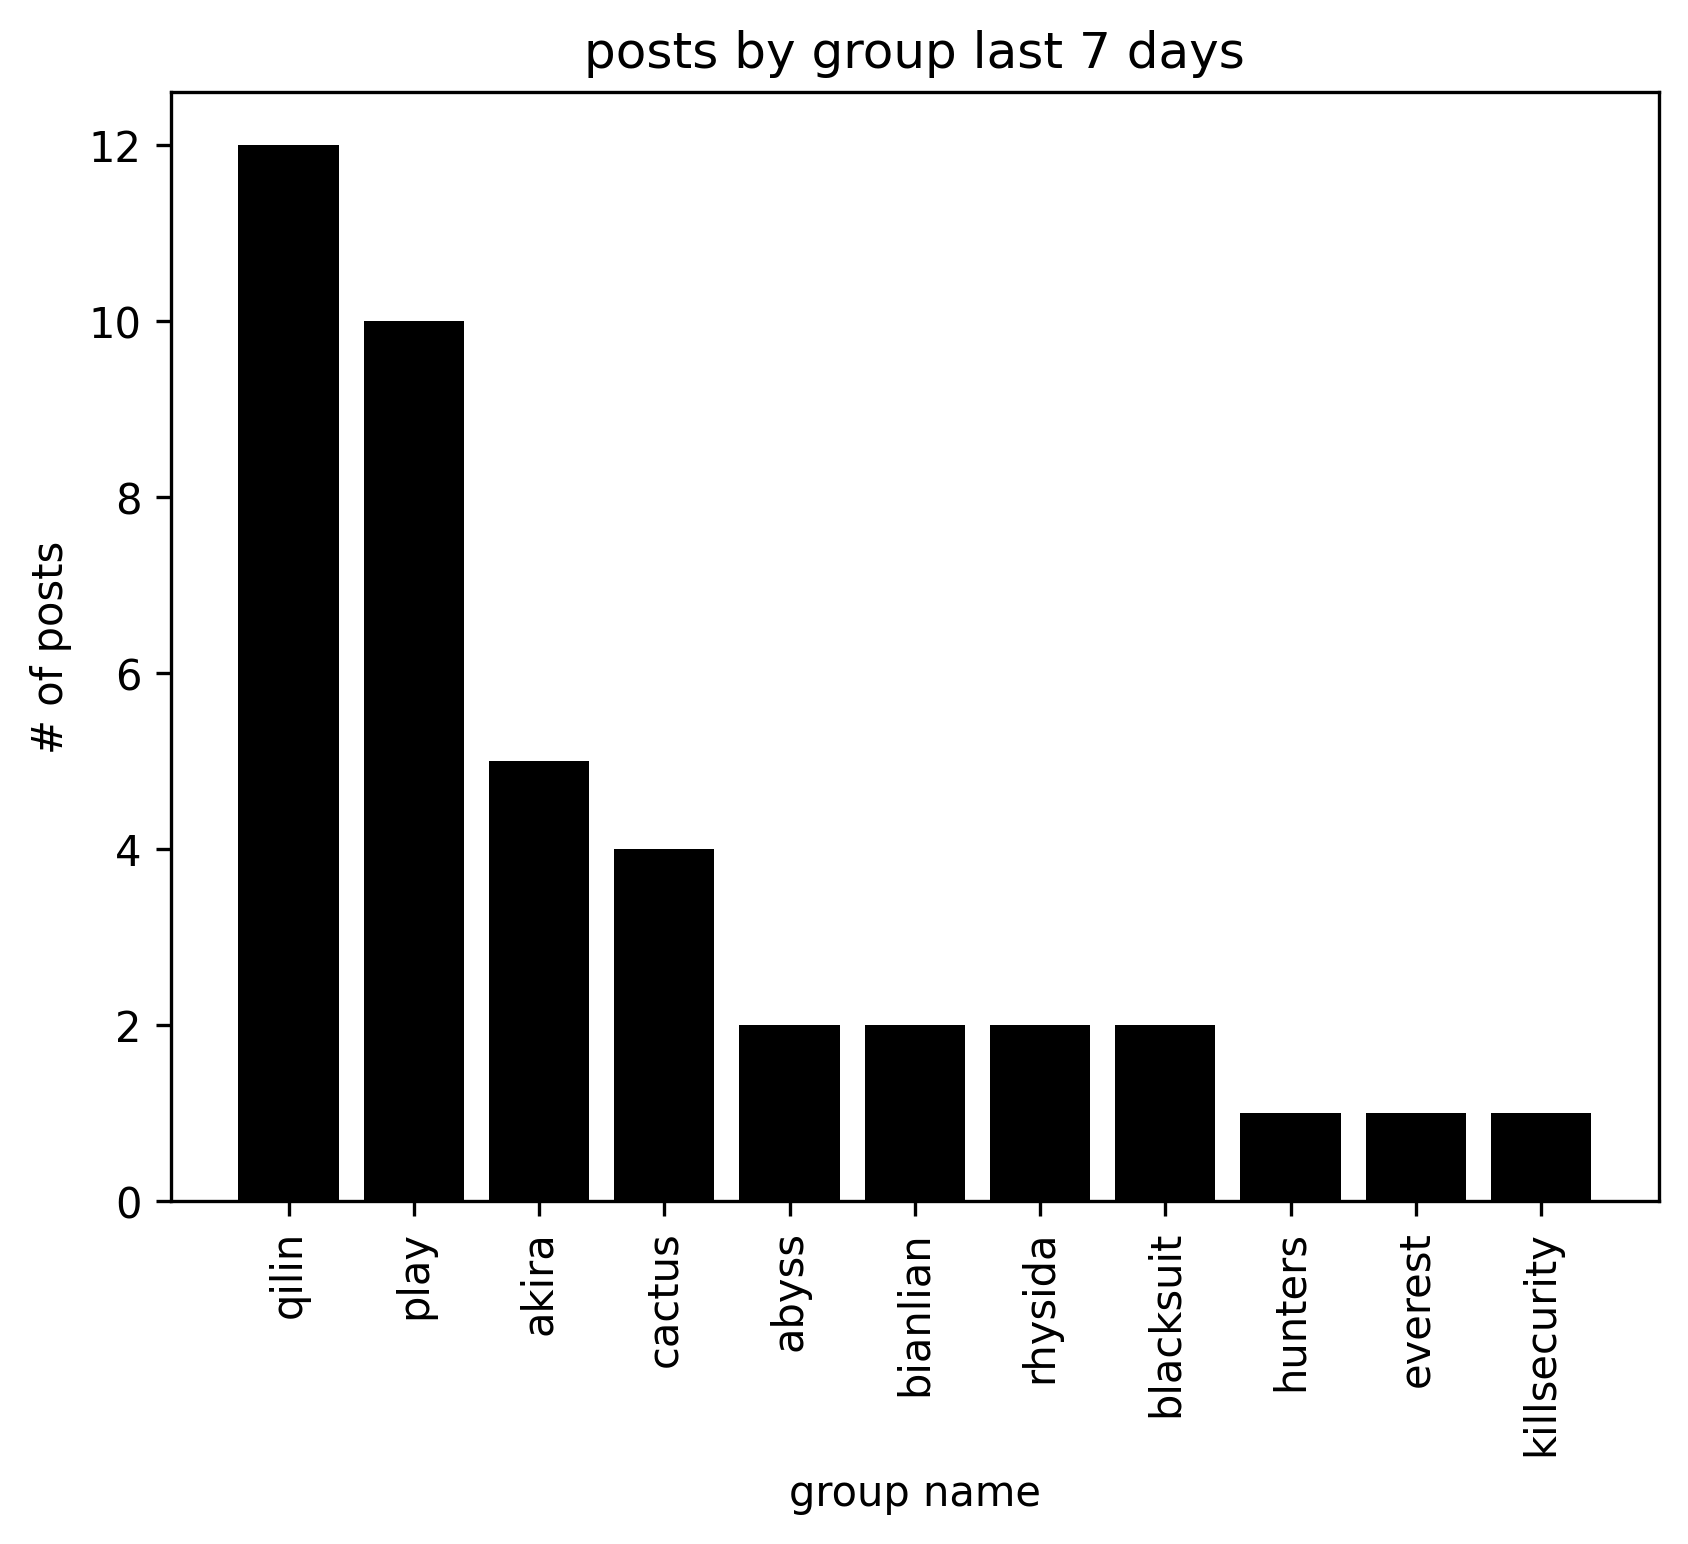 posts by group last 7 days
12
10
8
6
4
2
0
# of posts
qilin
play
akira
cactus
abyss
bianlian
rhysida
blacksuit
hunters
everest
killsecurity
group name